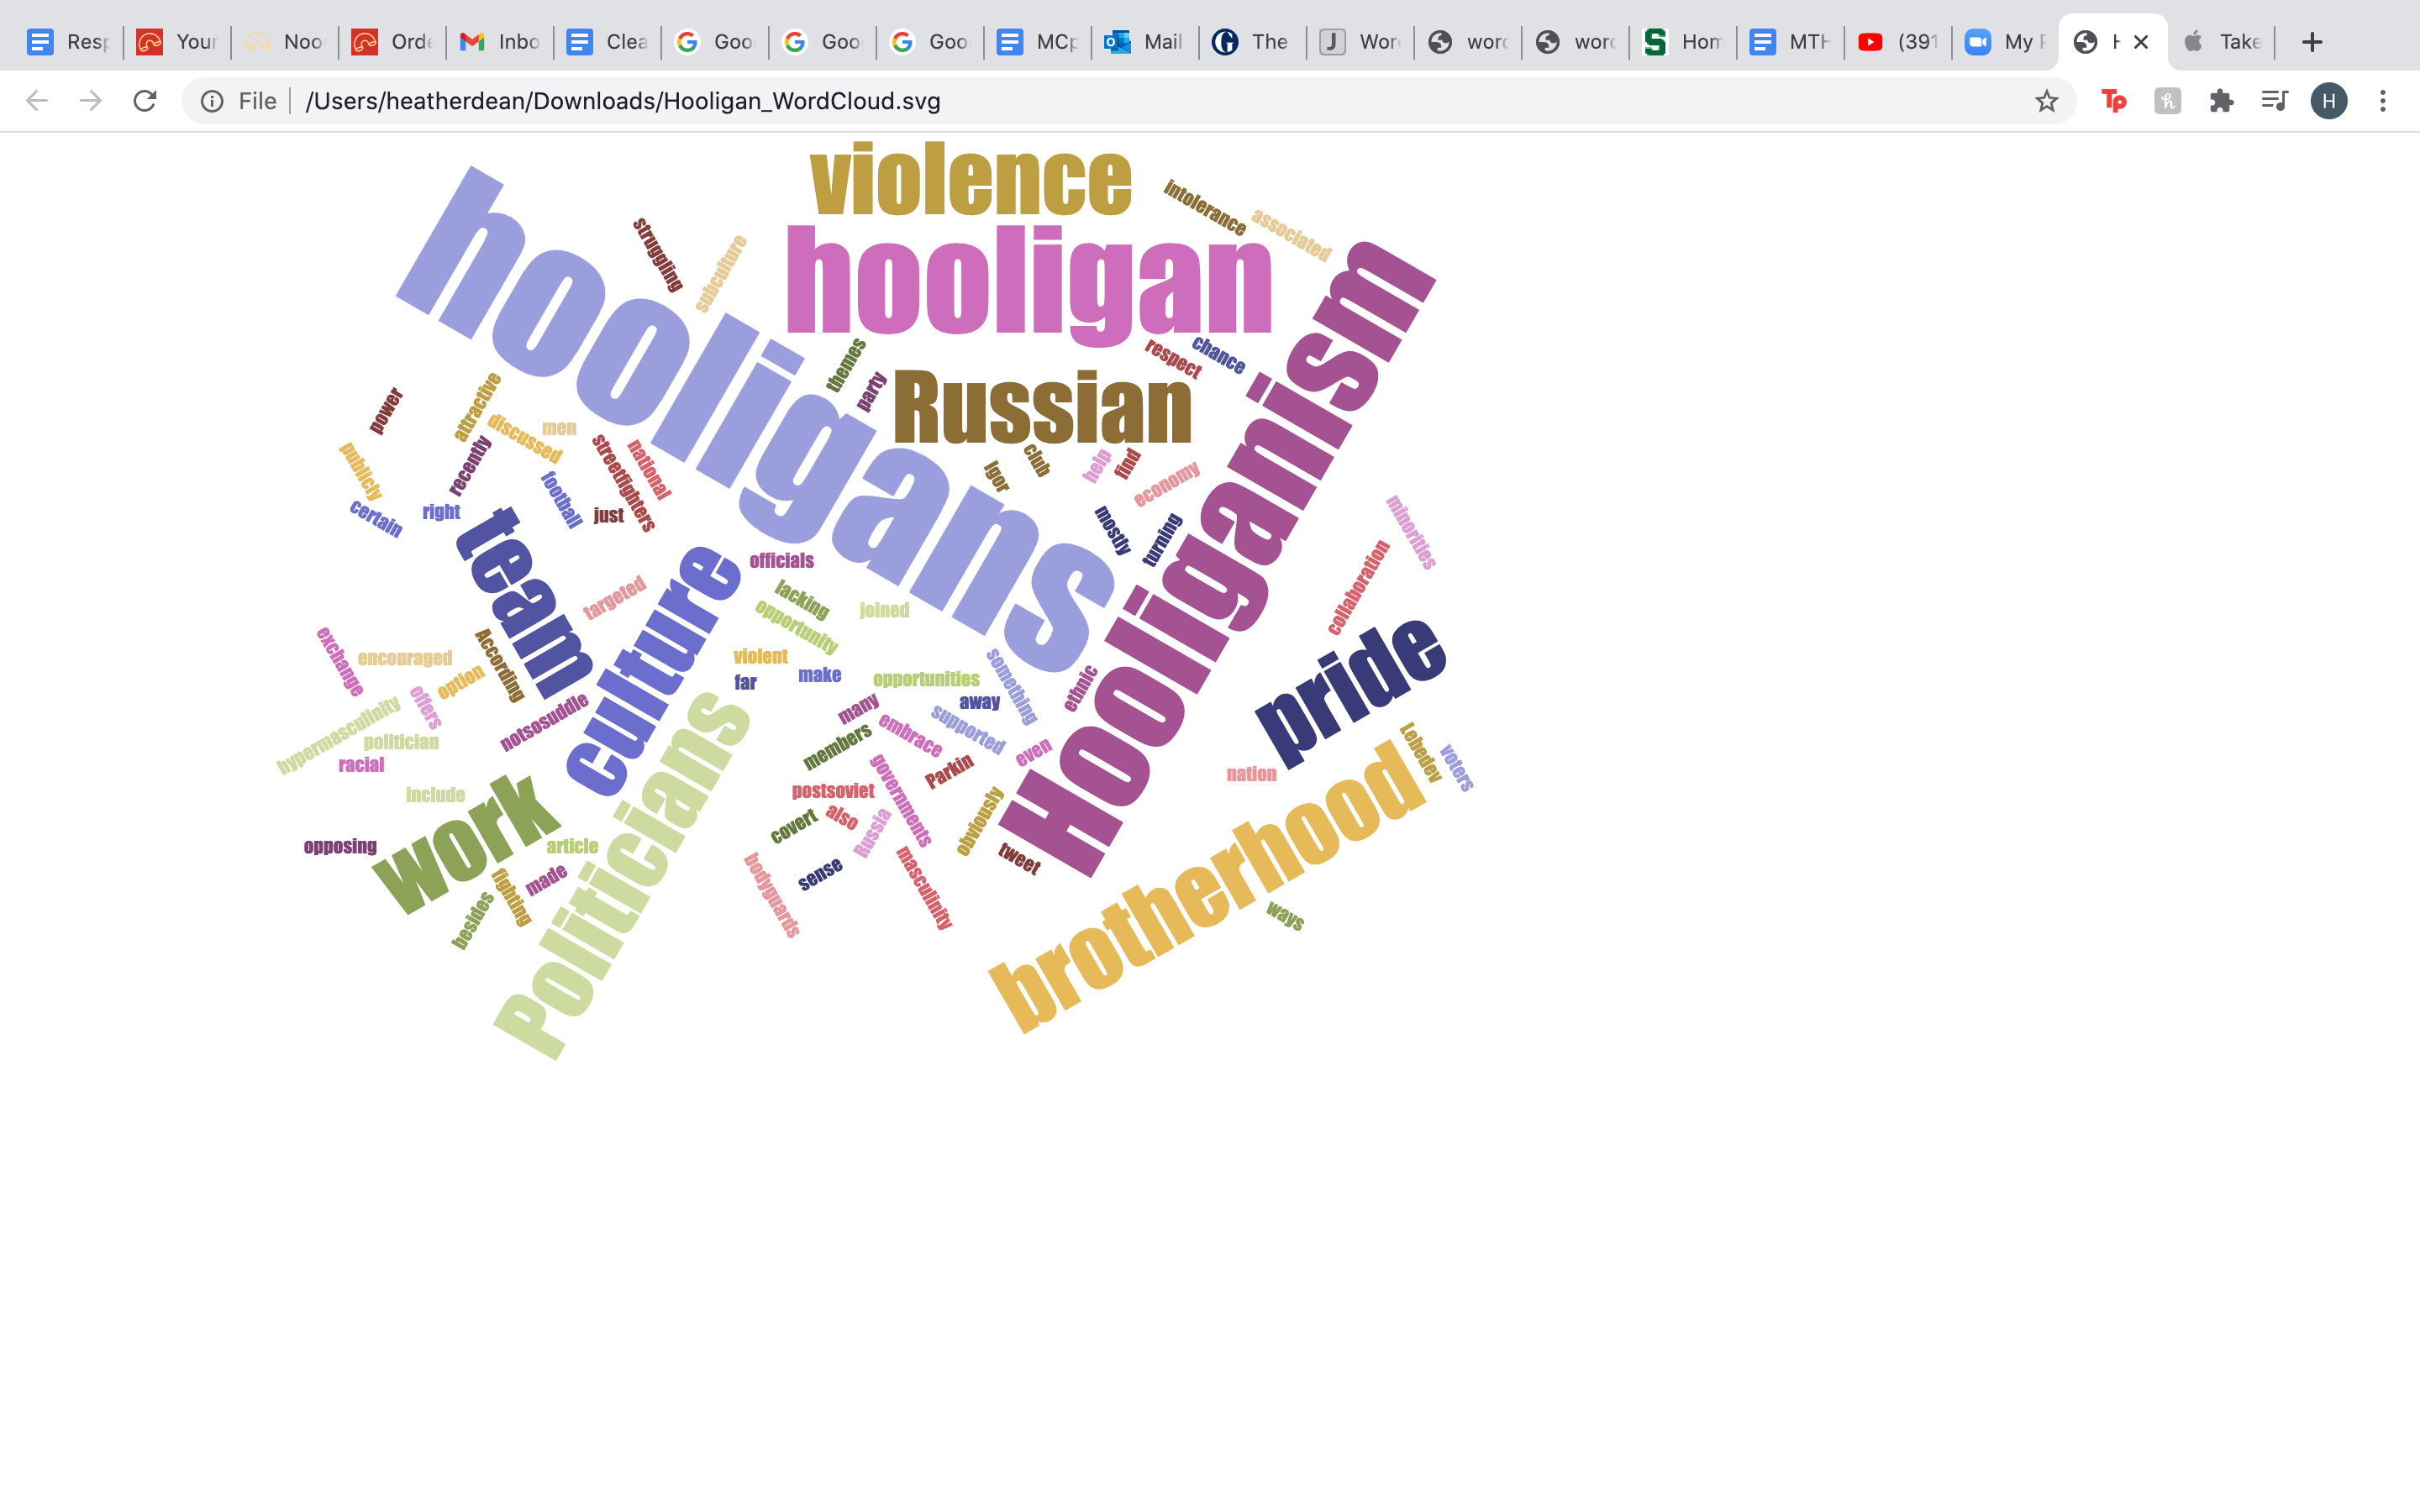 Resp
Your
Noo
Orde
Inbo
Clea
Goo
Goo
Goo
MCp
Mail
The
Wor
word
word
Hom
MTH
(391
My
Take
File
/Users/heatherdean/Downloads/Hooligan_WordCloud.svg
Tp
H
violence
intolerance
associated
hooligans
struggling
subculture
hooligan
Hooliganism
themes
party
respect
chance
Russian
power
attractive
discussed
men
publicly
recently
streetfighters
national
football
certain
right
just
Igor
club
help
find
economy
mostly
turning
minorities
collaboration
team
officials
culture
targeted
lacking
opportunity
joined
exchange
encouraged
According
option
offers
violent
far
make
opportunities
something
away
ethnic
pride
hypermasculinity
politician
racial
notsosuddle
Politicians
many
embrace
supported
members
even
Parkin
governments
nation
Lebedev
voters
include
work
postsoviet
covert
also
Russia
obviously
brotherhood
opposing
article
made
fighting
besides
bodyguards
sense
masculinity
tweet
ways